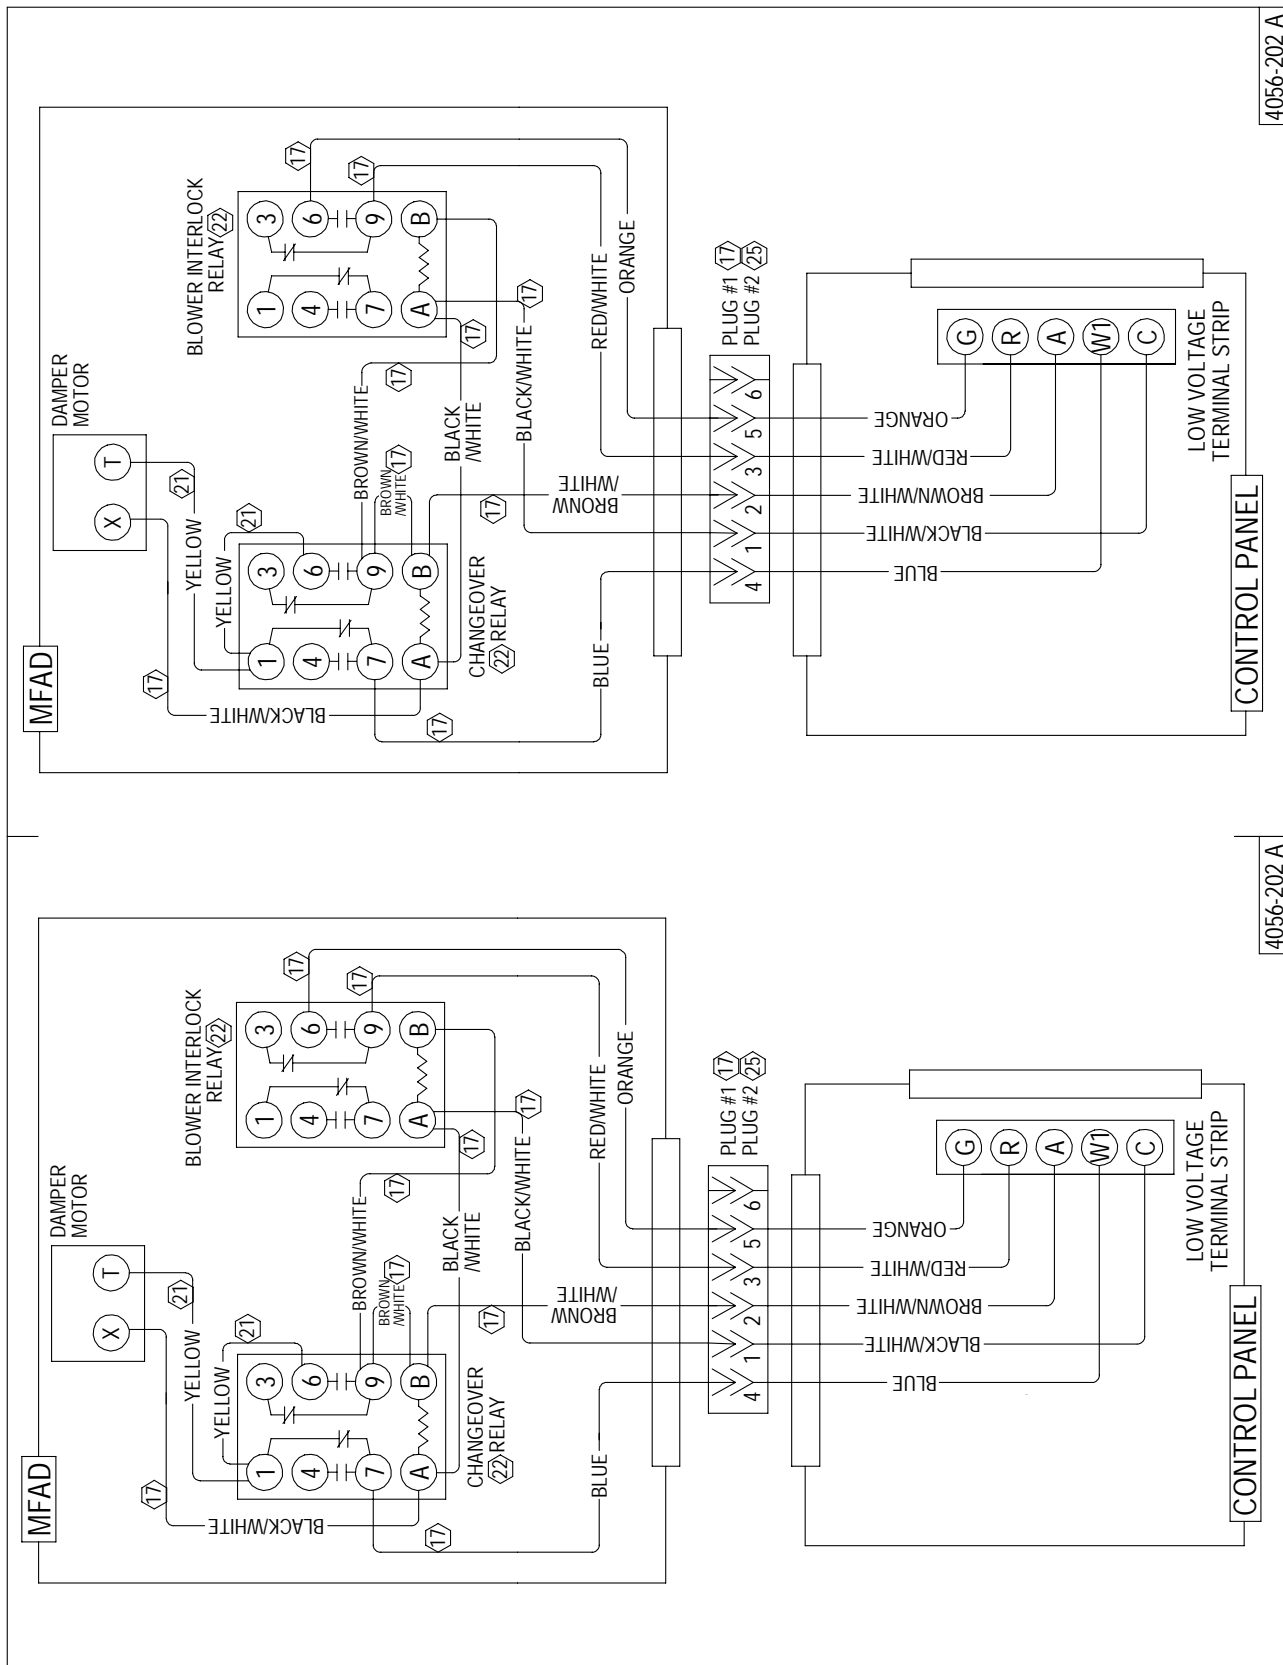 MFAD
DAMPER
MOTOR
X T
17
21
YELLOW
YELLOW
21
BLACK/WHITE
1 3
4 6
7 9
A B
CHANGEOVER
22 RELAY
BLOWER INTERLOCK
RELAY 22
1 3
4 6
7 9
A B
17
17
BROWN/WHITE
17
BROWN
/WHITE
17
17
BLACK
/WHITE
17
17
17
BLACK/WHITE
BRONW
/WHITE
BLUE
RED/WHITE
ORANGE
4 1 2 3 5 6
PLUG #1 17
PLUG #2 25
BLUE
BLACK/WHITE
BROWN/WHITE
RED/WHITE
ORANGE
G
R
A
W1
C
LOW VOLTAGE
TERMINAL STRIP
CONTROL PANEL
4056-202 A
MFAD
DAMPER
MOTOR
X T
17
21
YELLOW
YELLOW
21
BLACK/WHITE
1 3
4 6
7 9
A B
CHANGEOVER
22 RELAY
BLOWER INTERLOCK
RELAY 22
1 3
4 6
7 9
A B
17
17
BROWN/WHITE
17
BROWN
/WHITE
17
17
BLACK
/WHITE
17
17
17
BLACK/WHITE
BRONW
/WHITE
BLUE
RED/WHITE
ORANGE
4 1 2 3 5 6
PLUG #1 17
PLUG #2 25
BLUE
BLACK/WHITE
BROWN/WHITE
RED/WHITE
ORANGE
G
R
A
W1
C
LOW VOLTAGE
TERMINAL STRIP
CONTROL PANEL
4056-202 A